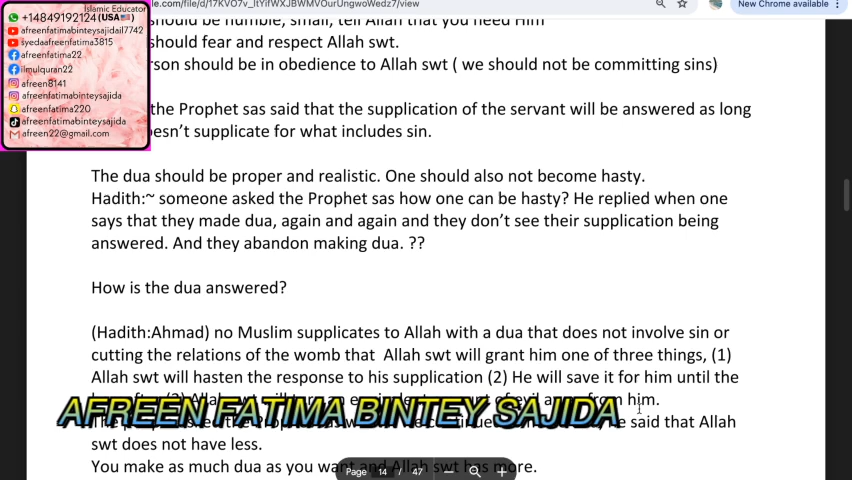 le.com/file/d/17KVO7v_ItYifWXJBWMVOurUngwoWedz7/view
New Chrome available
Islamic Educator
+14849192124 (USA)
afreenfatimabinteysajidail7742
syedaafreenfatima3815
afreenfatima22
ilmulquran22
afreen8141
afreenfatimabinteysajida
afreenfatima220
afreenfatimabinteysajida
afreen22@gmail.com
should be humble, small, tell Allah that you need Him
should fear and respect Allah swt.
rson should be in obedience to Allah swt ( we should not be committing sins)
the Prophet sas said that the supplication of the servant will be answered as long
esn't supplicate for what includes sin.
The dua should be proper and realistic. One should also not become hasty.
Hadith:~ someone asked the Prophet sas how one can be hasty? He replied when one
says that they made dua, again and again and they don't see their supplication being
answered. And they abandon making dua. ??
How is the dua answered?
(Hadith:Ahmad) no Muslim supplicates to Allah with a dua that does not involve sin or
cutting the relations of the womb that Allah swt will grant him one of three things, (1)
Allah swt will hasten the response to his supplication (2) He will save it for him until the
from him.
AFREEN FATIMA BINTEY SAJIDA
he said that Allah
swt does not have less.
You make as much dua as you want and Allah swt has more.
Page 14 / 47